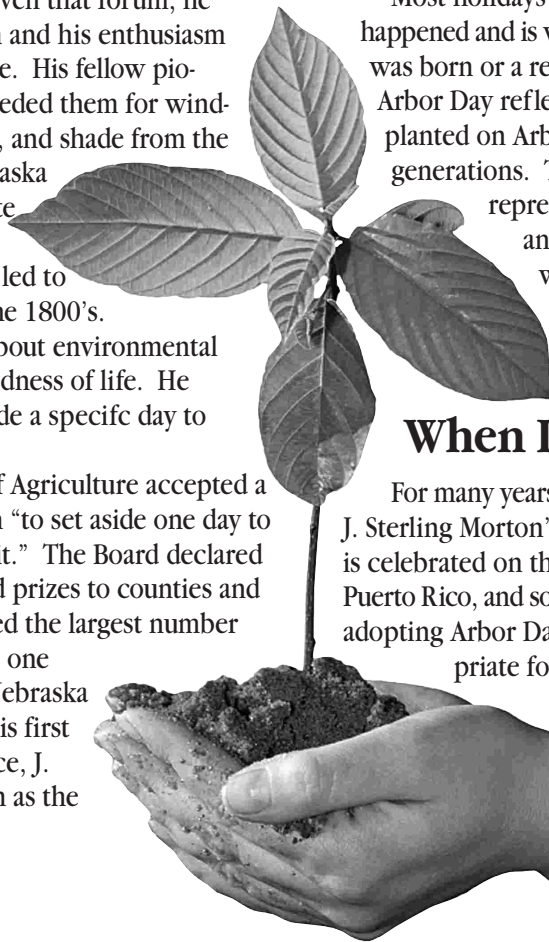 ven that forum, he
n and his enthusiasm
e. His fellow pio-
eded them for wind-
, and shade from the
aska
te
led to
ne 1800's.
bout environmental
dness of life. He
de a specifc day to
f Agriculture accepted a
n “to set aside one day to
it.” The Board declared
d prizes to counties and
ed the largest number
one
Nebraska
is first
ce, J.
n as the
Most holidays
happened and is w
was born or a re
Arbor Day refle
planted on Arb
generations. T
repre
an
w
When I
For many years
J. Sterling Morton’
is celebrated on th
Puerto Rico, and so
adopting Arbor Da
priate fo